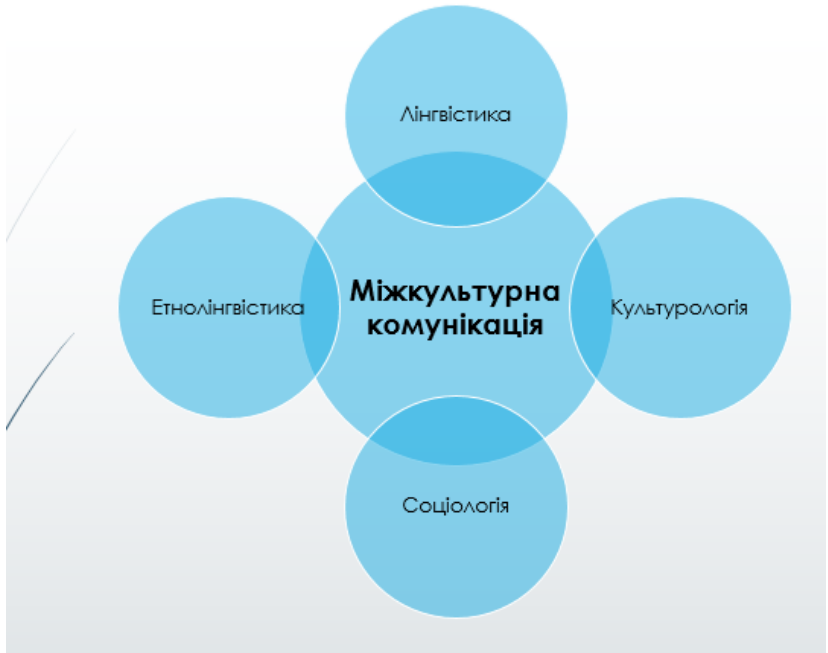 Лінгвістика
Етнолінгвістика
Міжкультурна
комунікація
Культурологія
Соціологія